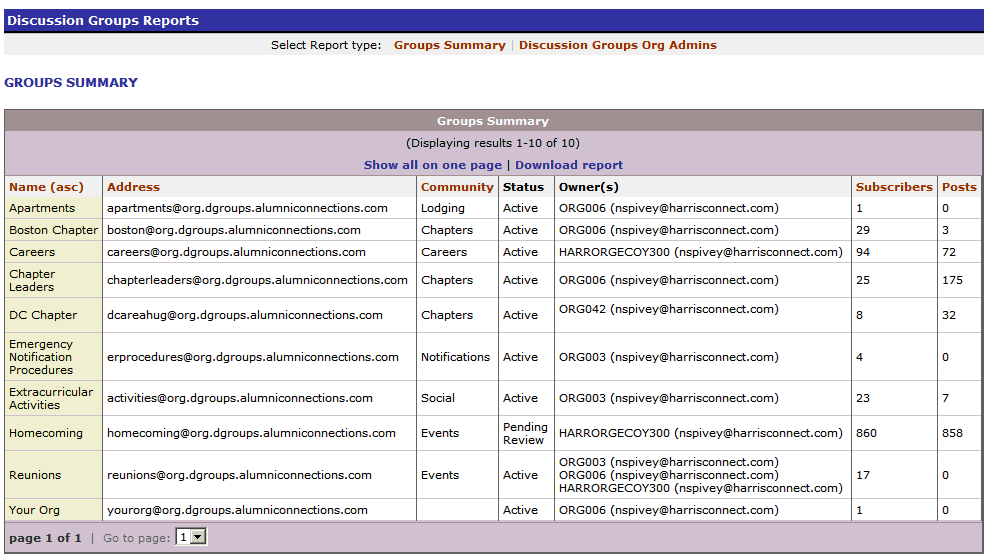 Discussion Groups Reports
Select Report type: Groups Summary | Discussion Groups Org Admins
GROUPS SUMMARY
Groups Summary
(Displaying results 1-10 of 10)
Show all on one page | Download report
Name (asc) Address Community Status Owner(s) Subscribers Posts
Apartments apartments@org.dgroups.alumniconnections.com Lodging Active ORG006 (nspivey@harrisconnect.com) 1 0
Boston Chapter boston@org.dgroups.alumniconnections.com Chapters Active ORG006 (nspivey@harrisconnect.com) 29 3
Careers careers@org.dgroups.alumniconnections.com Careers Active HARRORGECOY300 (nspivey@harrisconnect.com) 94 72
Chapter
Leaders chapterleaders@org.dgroups.alumniconnections.com Chapters Active ORG006 (nspivey@harrisconnect.com) 25 175
DC Chapter dcareahug@org.dgroups.alumniconnections.com Chapters Active ORG042 (nspivey@harrisconnect.com) 8 32
Emergency
Notification
Procedures erprocedures@org.dgroups.alumniconnections.com Notifications Active ORG003 (nspivey@harrisconnect.com) 4 0
Extracurricular
Activities activities@org.dgroups.alumniconnections.com Social Active ORG003 (nspivey@harrisconnect.com) 23 7
Homecoming homecoming@org.dgroups.alumniconnections.com Events Pending
Review HARRORGECOY300 (nspivey@harrisconnect.com) 860 858
Reunions reunions@org.dgroups.alumniconnections.com Events Active ORG003 (nspivey@harrisconnect.com)
ORG006 (nspivey@harrisconnect.com)
HARRORGECOY300 (nspivey@harrisconnect.com) 17 0
Your Org yourorg@org.dgroups.alumniconnections.com Active ORG006 (nspivey@harrisconnect.com) 1 0
page 1 of 1 | Go to page: 1